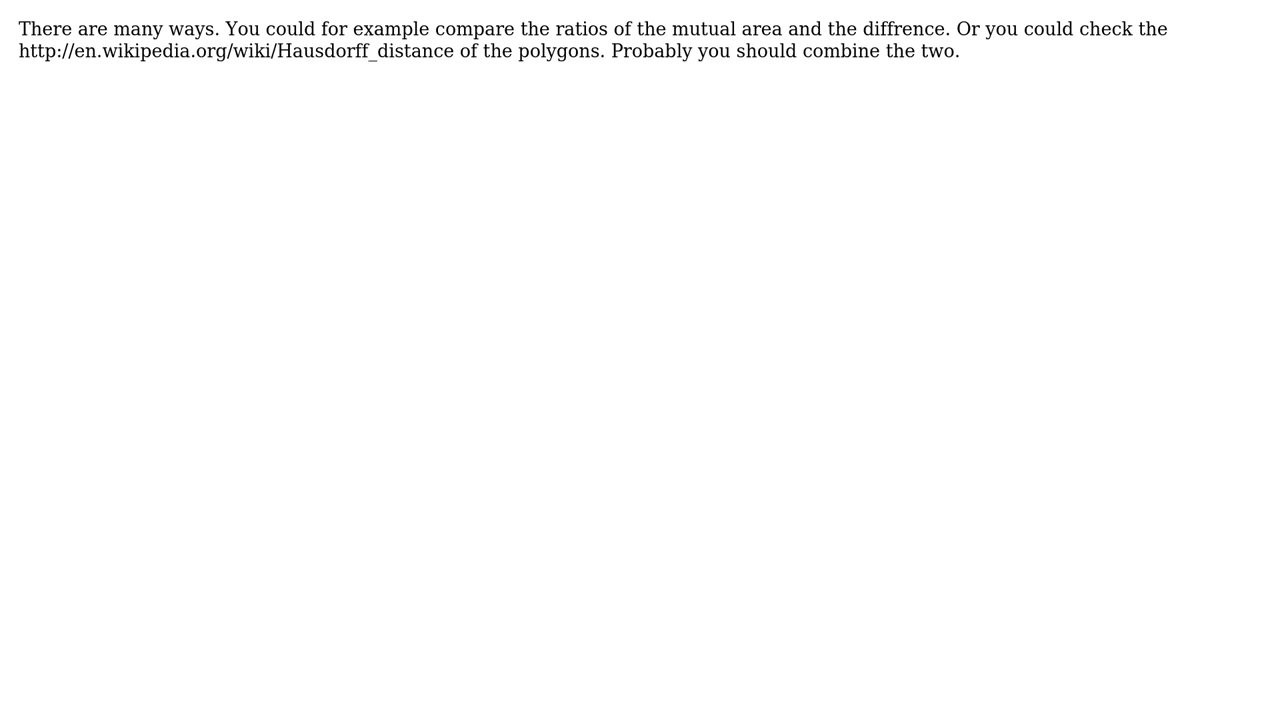 There are many ways. You could for example compare the ratios of the mutual area and the diffrence. Or you could check the
http://en.wikipedia.org/wiki/Hausdorff_distance of the polygons. Probably you should combine the two.